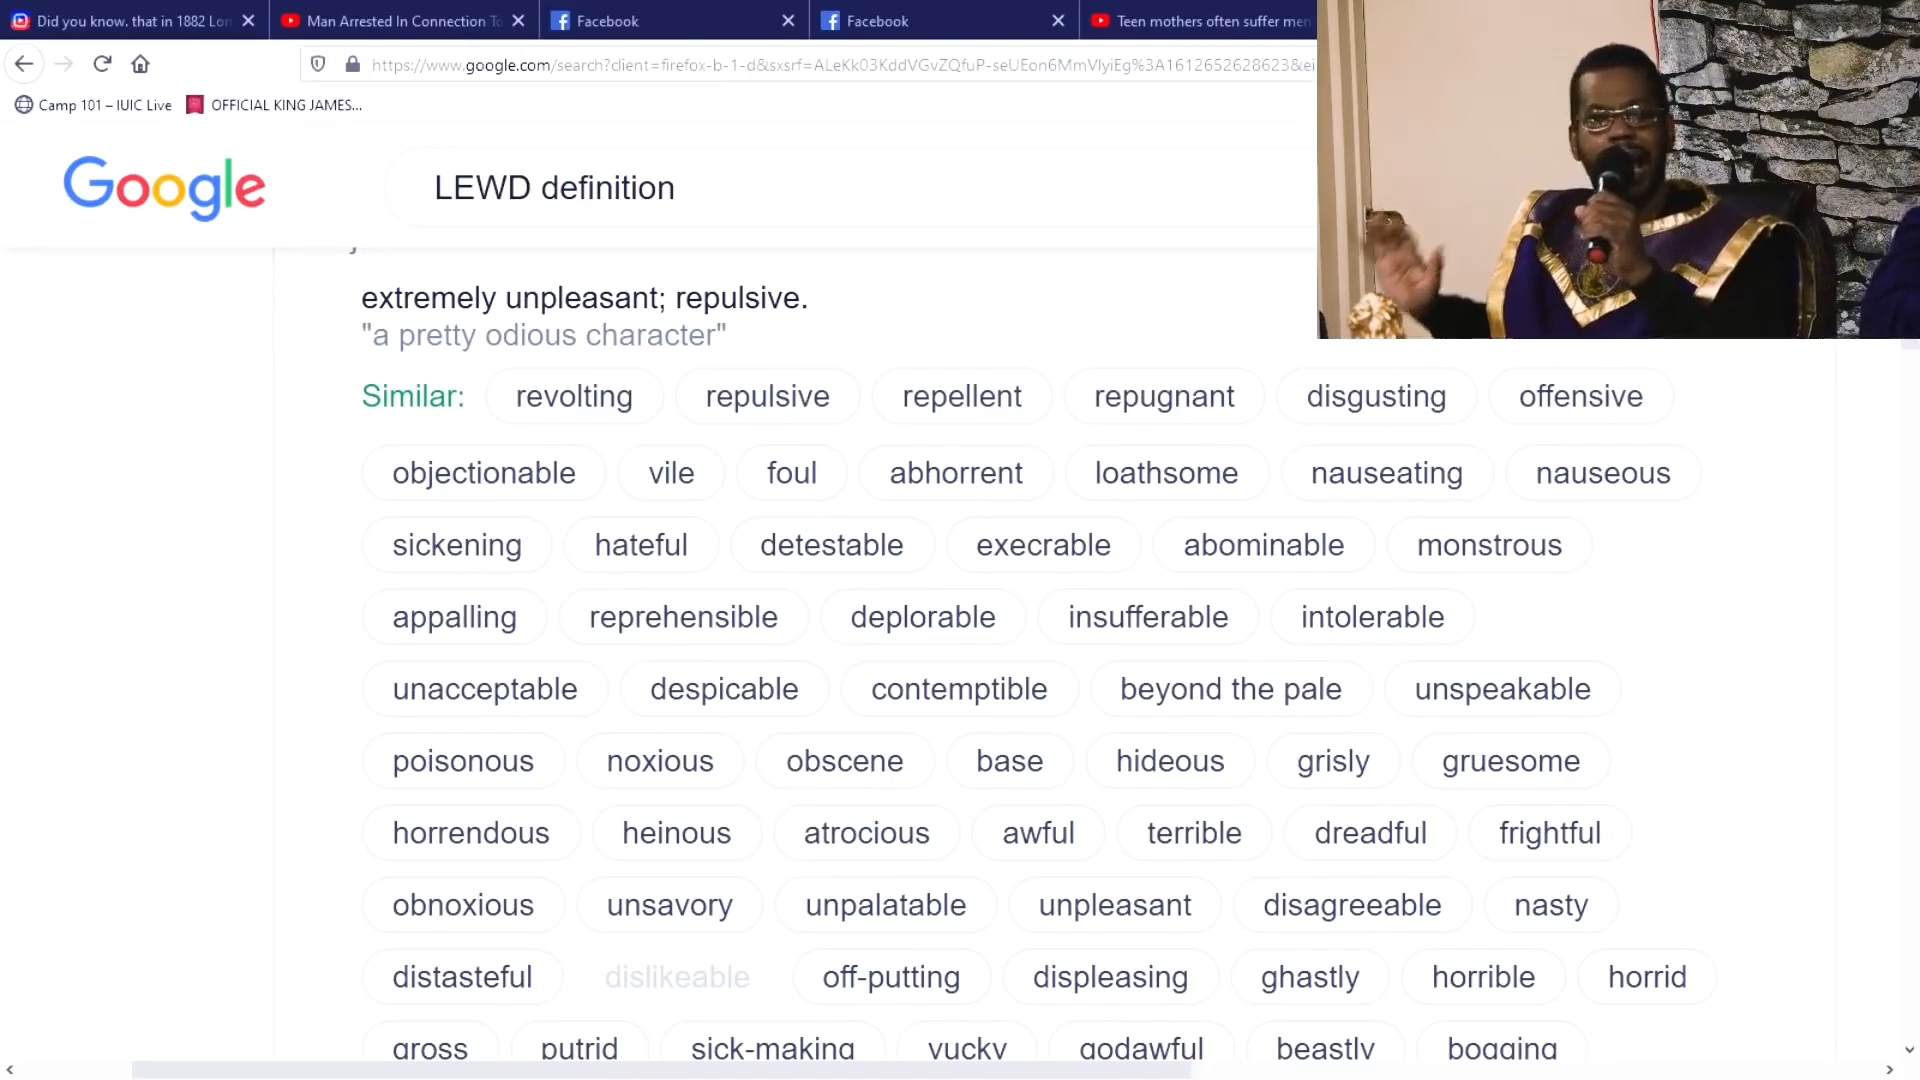 Did you know. that in 1882 Lon
Man Arrested In Connection To
Facebook
Facebook
Teen mothers often suffer men
https://www.google.com/search?client=firefox-b-1-d&sxsrf=ALeKk03KddVGvZQfuP-seUEon6MmVlyiEg%3A1612652628623&ei
Camp 101 – IUIC Live
OFFICIAL KING JAMES...
Google
LEWD definition
extremely unpleasant; repulsive.
"a pretty odious character"
Similar: revolting repulsive repellent repugnant disgusting offensive
objectionable vile foul abhorrent loathsome nauseating nauseous
sickening hateful detestable execrable abominable monstrous
appalling reprehensible deplorable insufferable intolerable
unacceptable despicable contemptible beyond the pale unspeakable
poisonous noxious obscene base hideous grisly gruesome
horrendous heinous atrocious awful terrible dreadful frightful
obnoxious unsavory unpalatable unpleasant disagreeable nasty
distasteful dislikeable off-putting displeasing ghastly horrible horrid
gross putrid sick-making yucky godawful beastly bogging